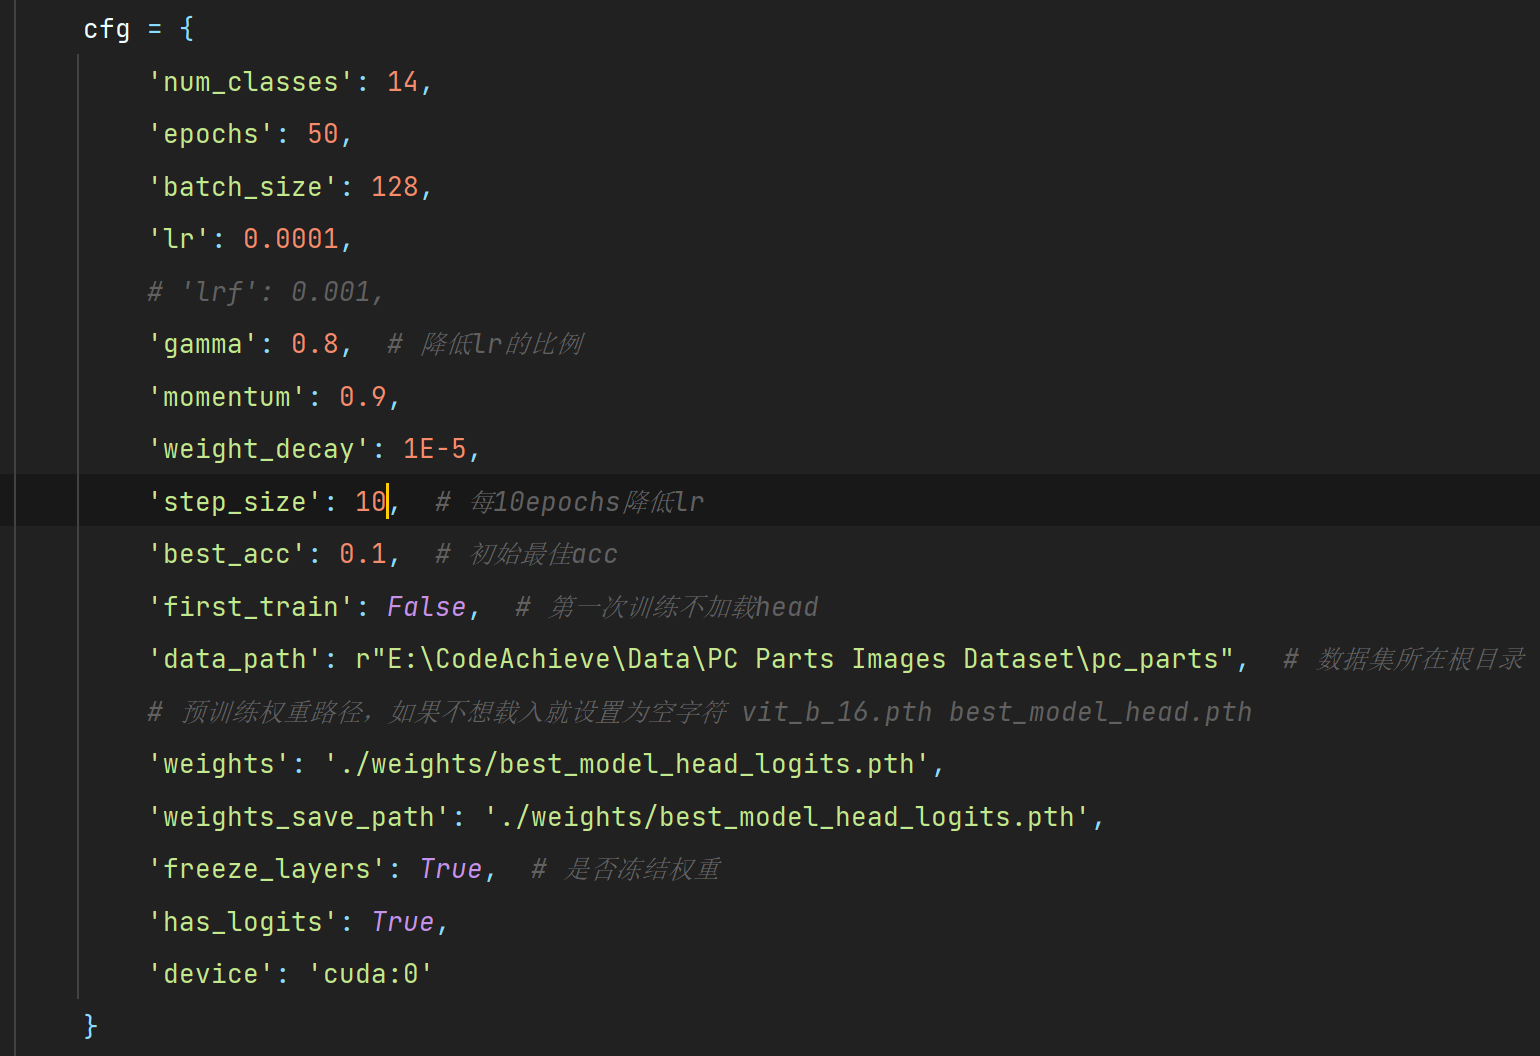 cfg = {
'num_classes': 14,
'epochs': 50,
'batch_size': 128,
'lr': 0.0001,
# 'lrf': 0.001,
'gamma': 0.8,  # 降低lr的比例
'momentum': 0.9,
'weight_decay': 1E-5,
'step_size': 10,  # 每10epochs降低lr
'best_acc': 0.1,  # 初始最佳acc
'first_train': False,  # 第一次训练不加载head
'data_path': r"E:\CodeAchieve\Data\PC Parts Images Dataset\pc_parts",  # 数据集所在根目录
# 预训练权重路径，如果不想载入就设置为空字符 vit_b_16.pth best_model_head.pth
'weights': './weights/best_model_head_logits.pth',
'weights_save_path': './weights/best_model_head_logits.pth',
'freeze_layers': True,  # 是否冻结权重
'has_logits': True,
'device': 'cuda:0'
}